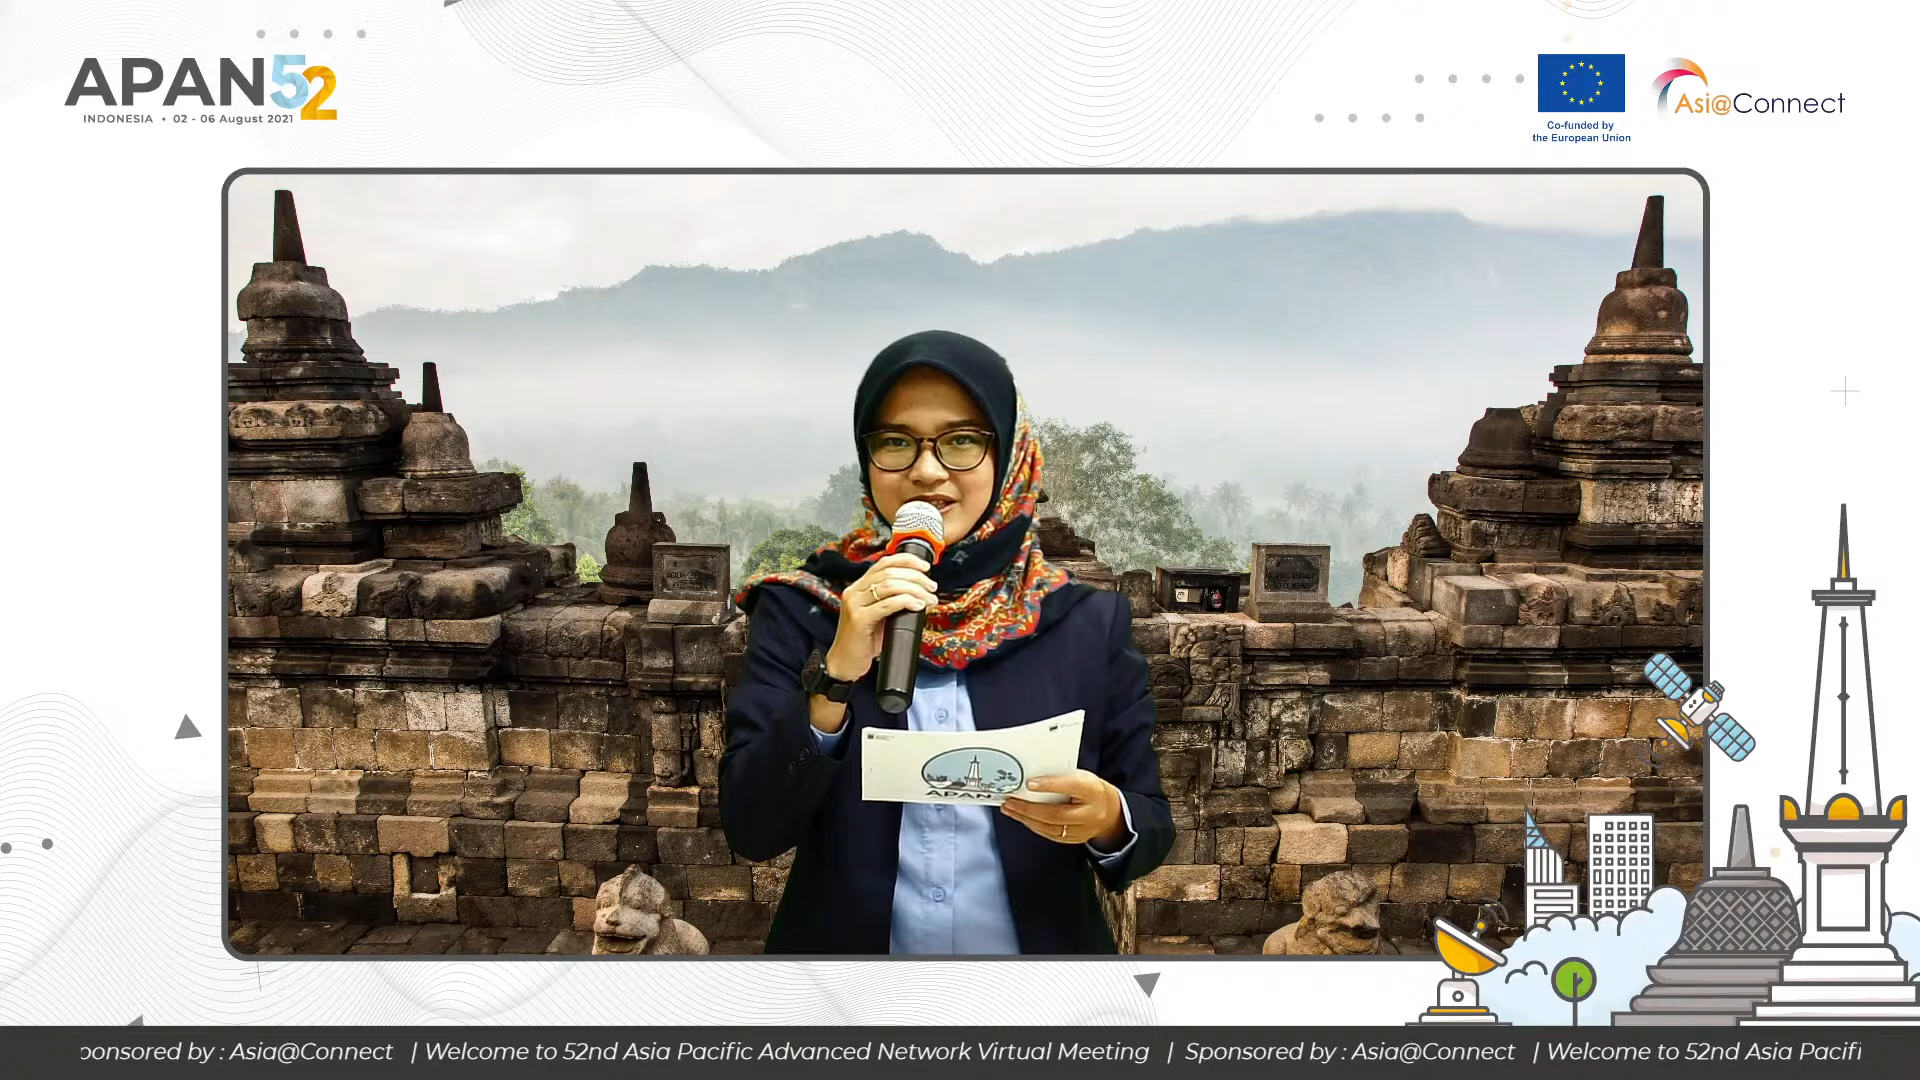 APAN52
INDONESIA • 02 - 06 August 2021
Co-funded by
the European Union
Asi@Connect
APAN
ponsored by : Asia@Connect | Welcome to 52nd Asia Pacific Advanced Network Virtual Meeting | Sponsored by : Asia@Connect | Welcome to 52nd Asia Pacifi